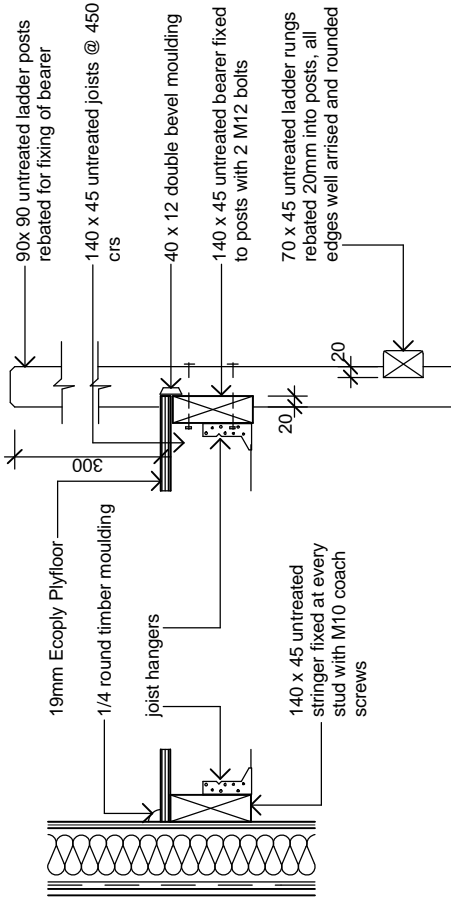 90x 90 untreated ladder posts
rebated for fixing of bearer
140 x 45 untreated joists @ 450
crs
40 x 12 double bevel moulding
140 x 45 untreated bearer fixed
to posts with 2 M12 bolts
70 x 45 untreated ladder rungs
rebated 20mm into posts, all
edges well arrised and rounded
300
20
20
19mm Ecoply Plyfloor
1/4 round timber moulding
joist hangers
140 x 45 untreated
stringer fixed at every
stud with M10 coach
screws